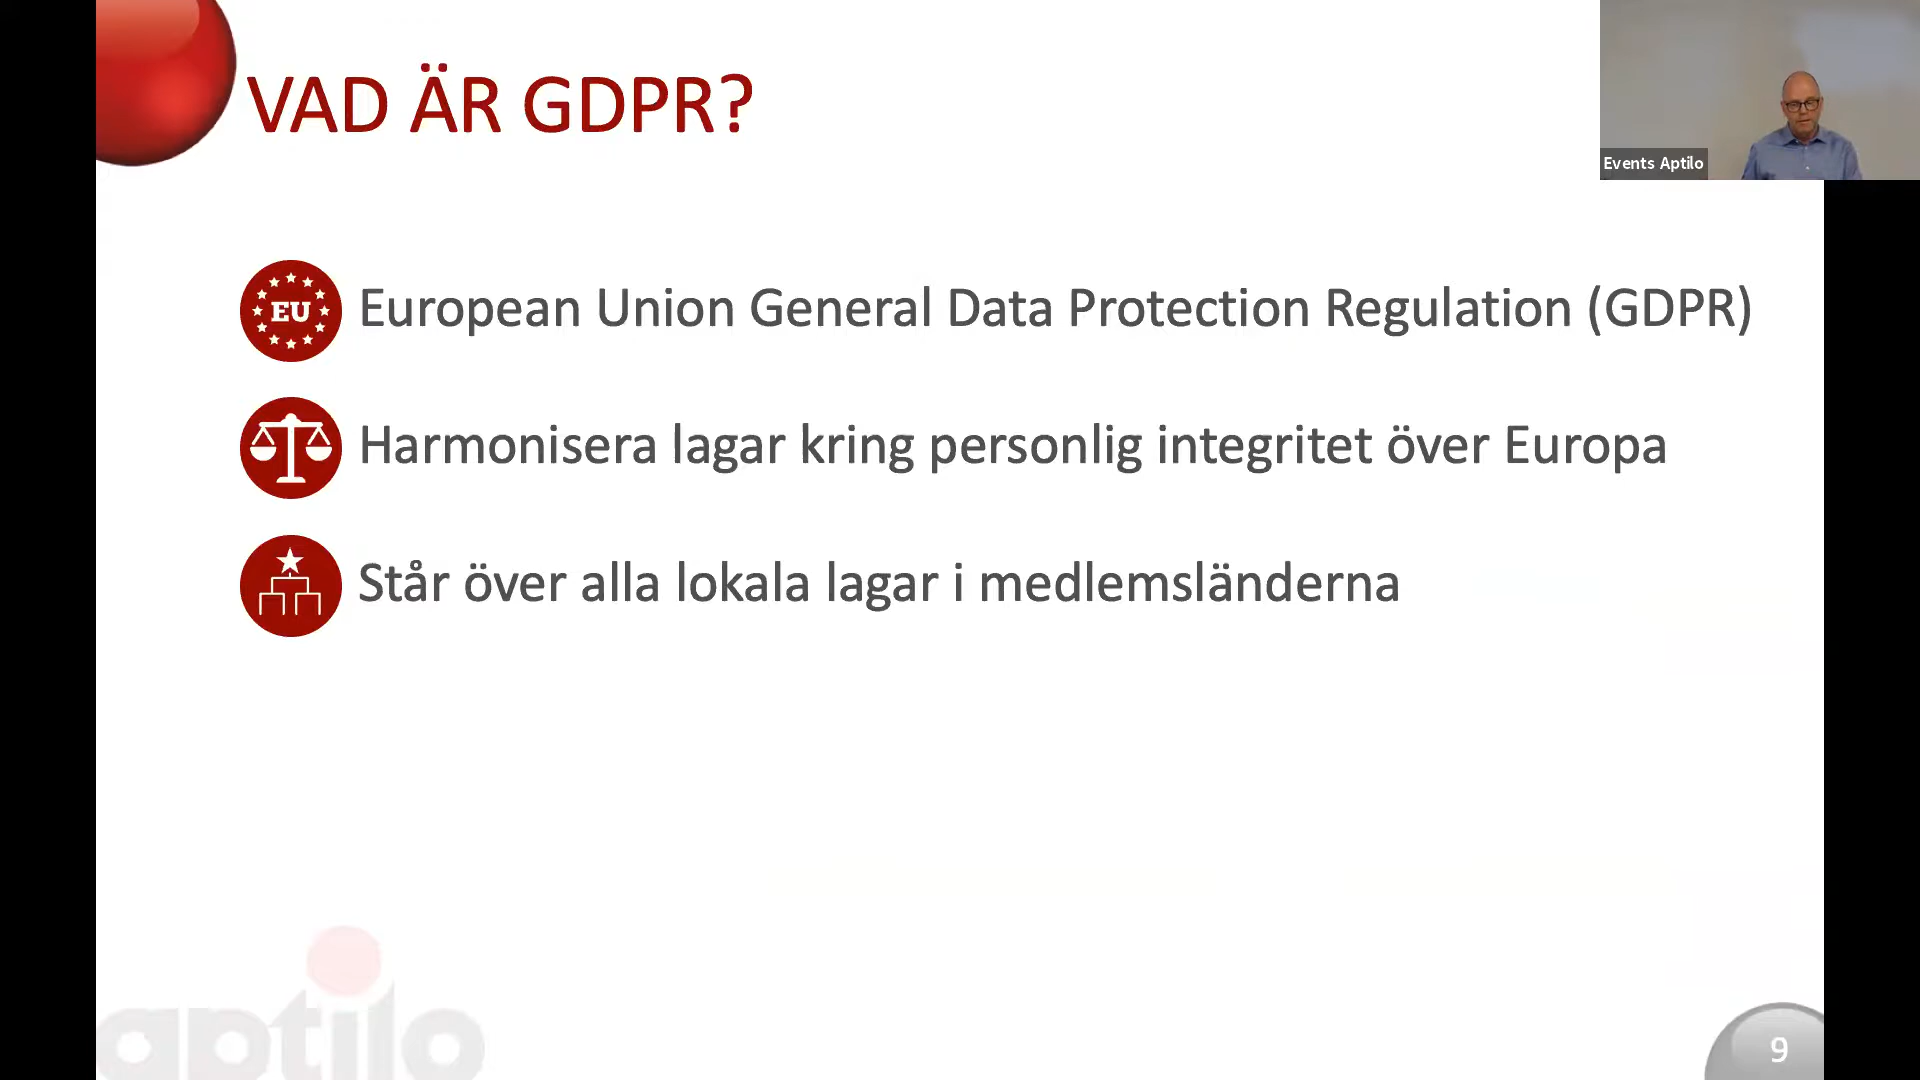 VAD ÄR GDPR?
Events Aptilo
EU
European Union General Data Protection Regulation (GDPR)
Harmonisera lagar kring personlig integritet över Europa
Står över alla lokala lagar i medlemsländerna
aptilo
9